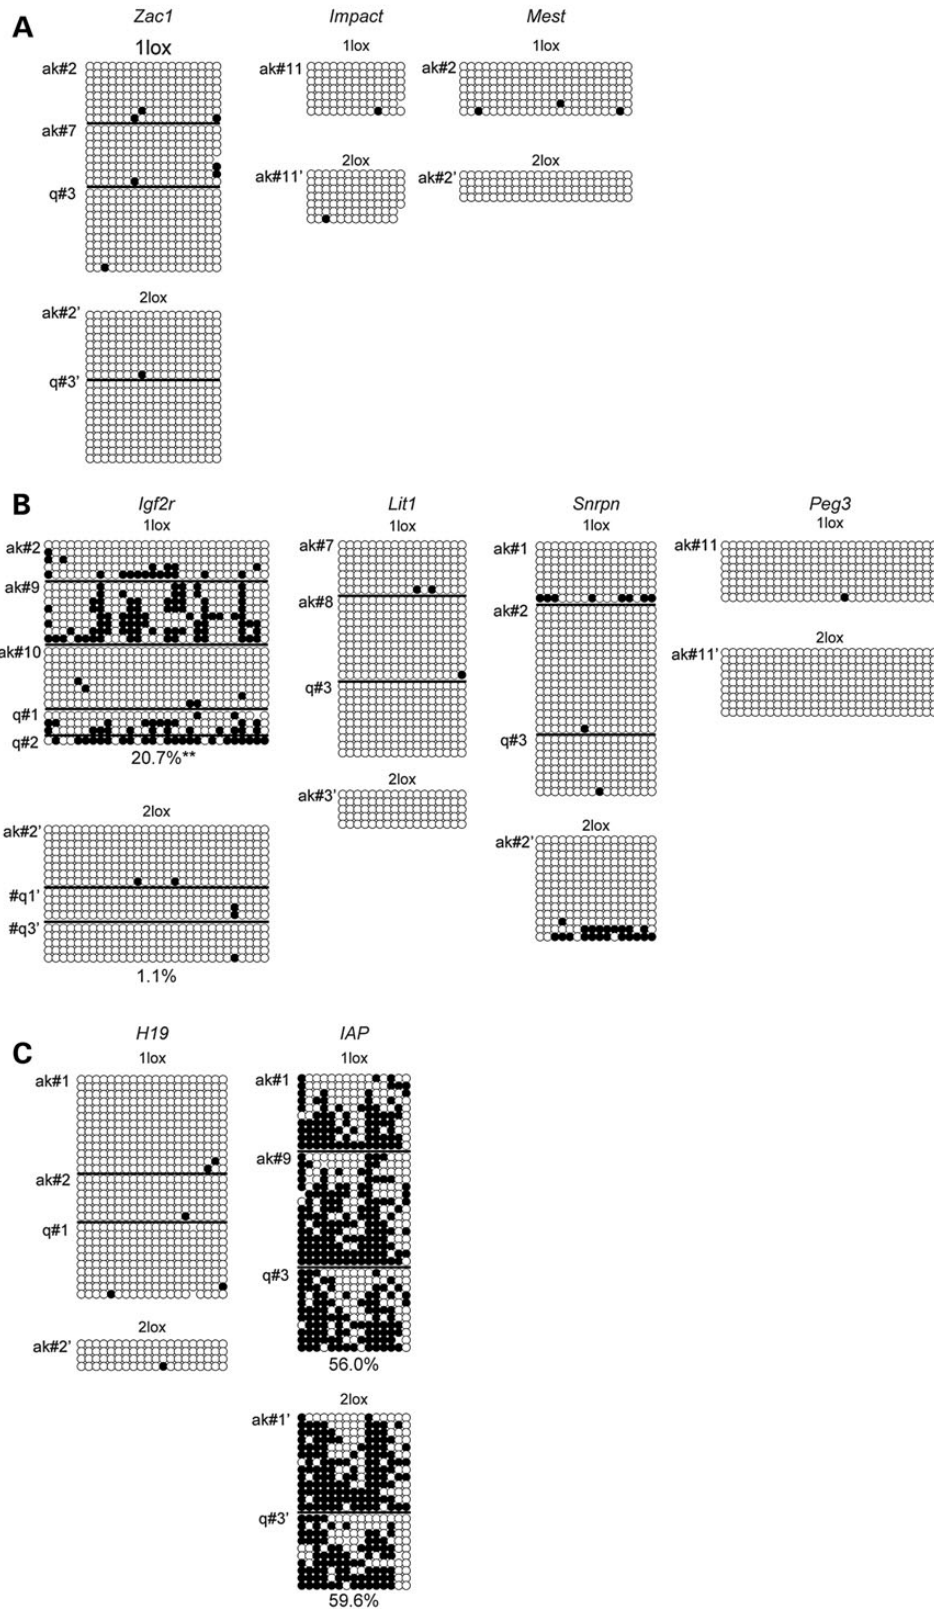 A
Zac1
1lox
ak#2
ak#7
q#3
2lox
ak#2'
q#3'
Impact
1lox
ak#11
2lox
ak#11'
Mest
1lox
ak#2
2lox
ak#2'
B
Igf2r
1lox
ak#2
ak#9
ak#10
q#1
q#2
20.7%**
2lox
ak#2'
#q1'
#q3'
1.1%
Lit1
1lox
ak#7
ak#8
q#3
2lox
ak#3'
Snrpn
1lox
ak#1
ak#2
q#3
2lox
ak#2'
Peg3
1lox
ak#11
2lox
ak#11'
C
H19
1lox
ak#1
ak#2
q#1
2lox
ak#2'
IAP
1lox
ak#1
ak#9
q#3
56.0%
2lox
ak#1'
q#3'
59.6%